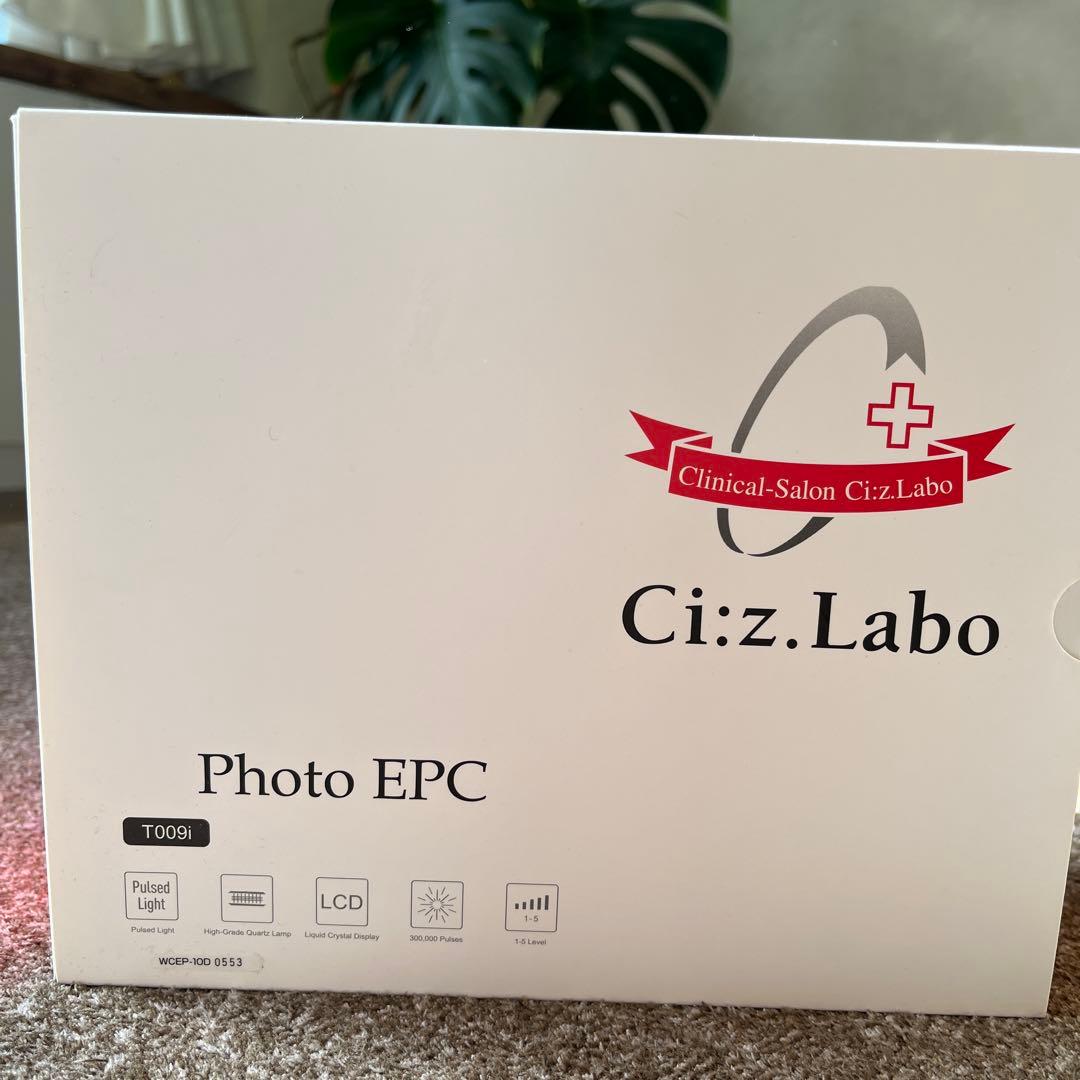 Clinical-Salon Ci:z.Labo
Ci:z.Labo
Photo EPC
T009i
Pulsed
Light
LCD
1-5
Pulsed Light
High-Grade Quartz Lamp
Liquid Crystal Display
300,000 Pulses
1-5 Level
WCEP-10D 0553